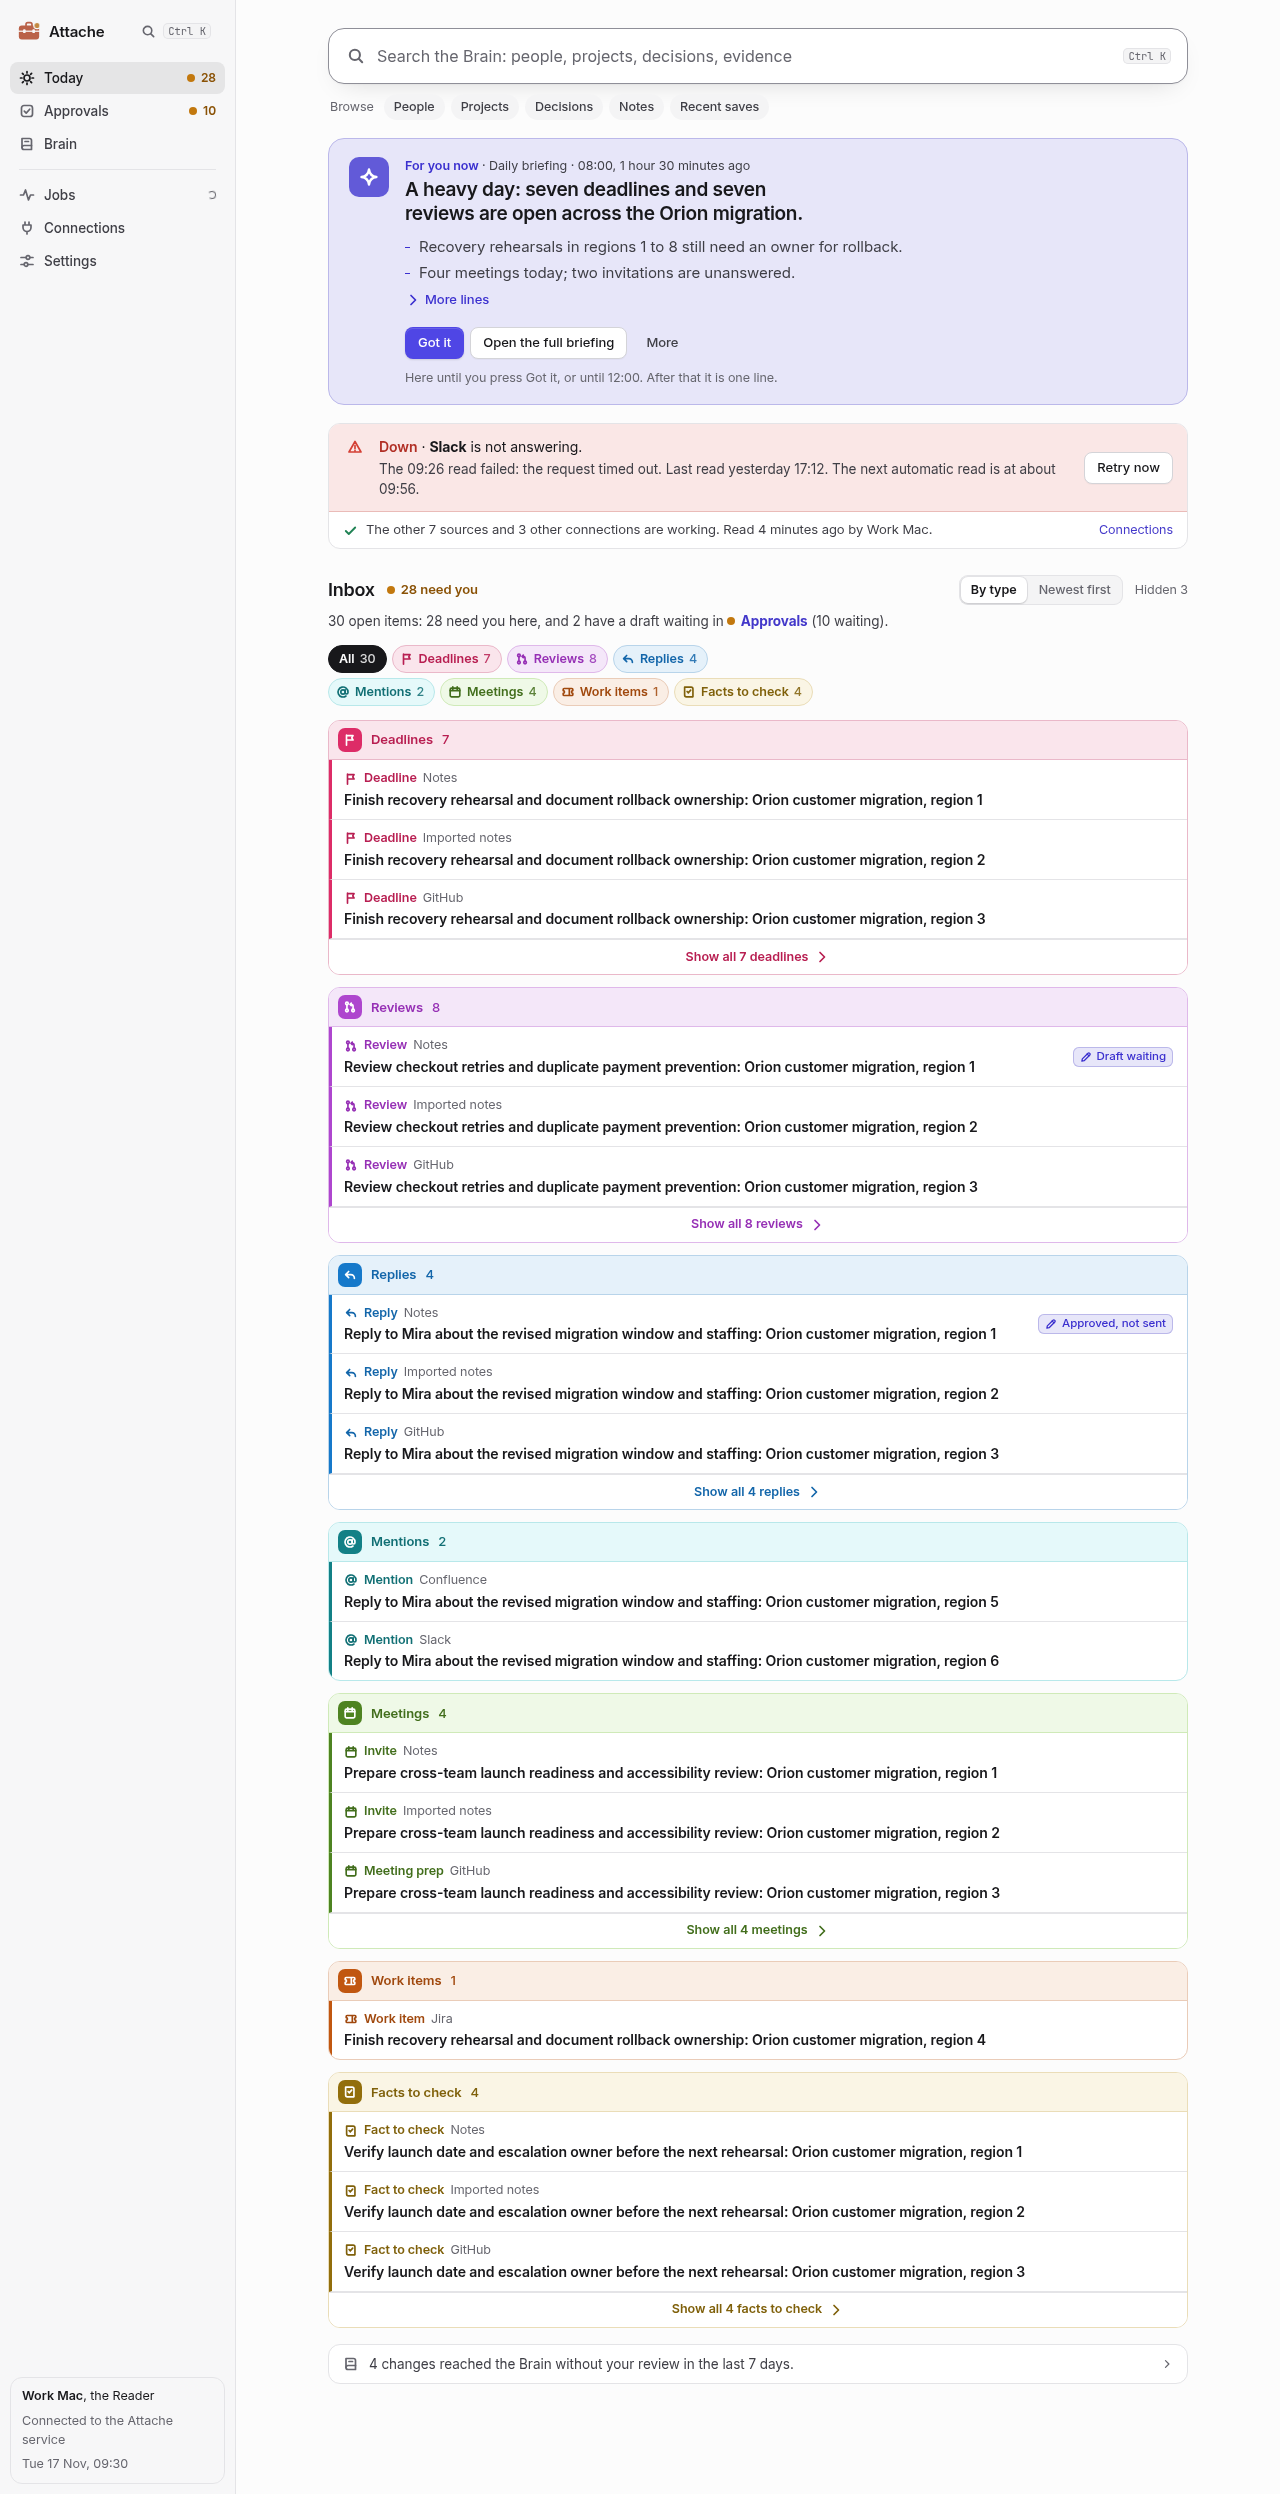 Attache
Ctrl K
Today 28
Approvals 10
Brain
Jobs
Connections
Settings
Search the Brain: people, projects, decisions, evidence
Ctrl K
Browse People Projects Decisions Notes Recent saves
For you now · Daily briefing · 08:00, 1 hour 30 minutes ago
A heavy day: seven deadlines and seven
reviews are open across the Orion migration.
- Recovery rehearsals in regions 1 to 8 still need an owner for rollback.
- Four meetings today; two invitations are unanswered.
More lines
Got it Open the full briefing More
Here until you press Got it, or until 12:00. After that it is one line.
Down · Slack is not answering.
The 09:26 read failed: the request timed out. Last read yesterday 17:12. The next automatic read is at about
09:56.
Retry now
The other 7 sources and 3 other connections are working. Read 4 minutes ago by Work Mac.
Connections
Inbox 28 need you
By type Newest first Hidden 3
30 open items: 28 need you here, and 2 have a draft waiting in Approvals (10 waiting).
All 30 Deadlines 7 Reviews 8 Replies 4
Mentions 2 Meetings 4 Work items 1 Facts to check 4
Deadlines 7
Deadline Notes
Finish recovery rehearsal and document rollback ownership: Orion customer migration, region 1
Deadline Imported notes
Finish recovery rehearsal and document rollback ownership: Orion customer migration, region 2
Deadline GitHub
Finish recovery rehearsal and document rollback ownership: Orion customer migration, region 3
Show all 7 deadlines
Reviews 8
Review Notes
Review checkout retries and duplicate payment prevention: Orion customer migration, region 1
Draft waiting
Review Imported notes
Review checkout retries and duplicate payment prevention: Orion customer migration, region 2
Review GitHub
Review checkout retries and duplicate payment prevention: Orion customer migration, region 3
Show all 8 reviews
Replies 4
Reply Notes
Reply to Mira about the revised migration window and staffing: Orion customer migration, region 1
Approved, not sent
Reply Imported notes
Reply to Mira about the revised migration window and staffing: Orion customer migration, region 2
Reply GitHub
Reply to Mira about the revised migration window and staffing: Orion customer migration, region 3
Show all 4 replies
Mentions 2
Mention Confluence
Reply to Mira about the revised migration window and staffing: Orion customer migration, region 5
Mention Slack
Reply to Mira about the revised migration window and staffing: Orion customer migration, region 6
Meetings 4
Invite Notes
Prepare cross-team launch readiness and accessibility review: Orion customer migration, region 1
Invite Imported notes
Prepare cross-team launch readiness and accessibility review: Orion customer migration, region 2
Meeting prep GitHub
Prepare cross-team launch readiness and accessibility review: Orion customer migration, region 3
Show all 4 meetings
Work items 1
Work item Jira
Finish recovery rehearsal and document rollback ownership: Orion customer migration, region 4
Facts to check 4
Fact to check Notes
Verify launch date and escalation owner before the next rehearsal: Orion customer migration, region 1
Fact to check Imported notes
Verify launch date and escalation owner before the next rehearsal: Orion customer migration, region 2
Fact to check GitHub
Verify launch date and escalation owner before the next rehearsal: Orion customer migration, region 3
Show all 4 facts to check
4 changes reached the Brain without your review in the last 7 days.
Work Mac, the Reader
Connected to the Attache
service
Tue 17 Nov, 09:30